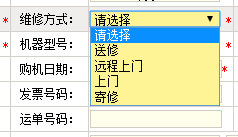 * 维修方式： 请选择 ▼ *
请选择
* 机器型号： 送修 *
远程上门
购机日期： 上门 *
发票号码： 寄修
运单号码：